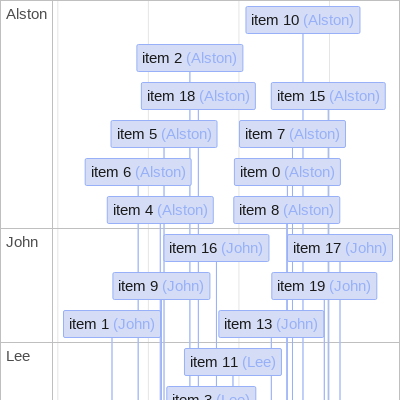 Alston
item 10 (Alston)
item 2 (Alston)
item 18 (Alston)
item 15 (Alston)
item 5 (Alston)
item 7 (Alston)
item 6 (Alston)
item 0 (Alston)
item 4 (Alston)
item 8 (Alston)
John
item 16 (John)
item 17 (John)
item 9 (John)
item 19 (John)
item 1 (John)
item 13 (John)
Lee
item 11 (Lee)
item 3 (Lee)